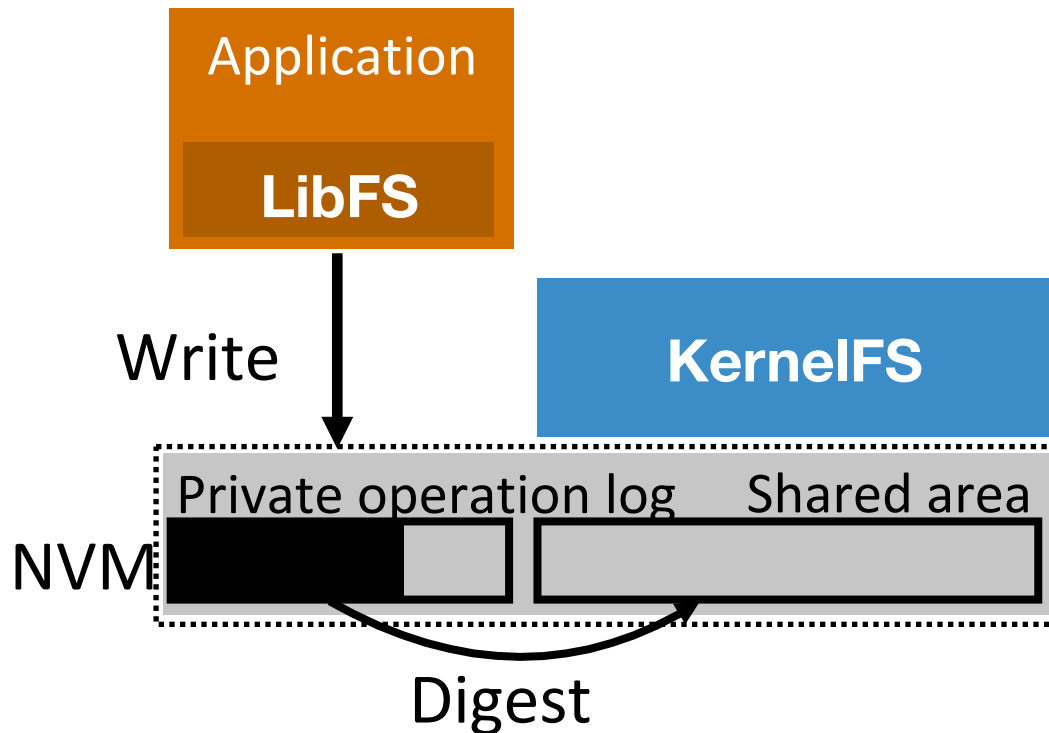 Application
LibFS
Write
KernelFS
Private operation log
Shared area
NVM
Digest